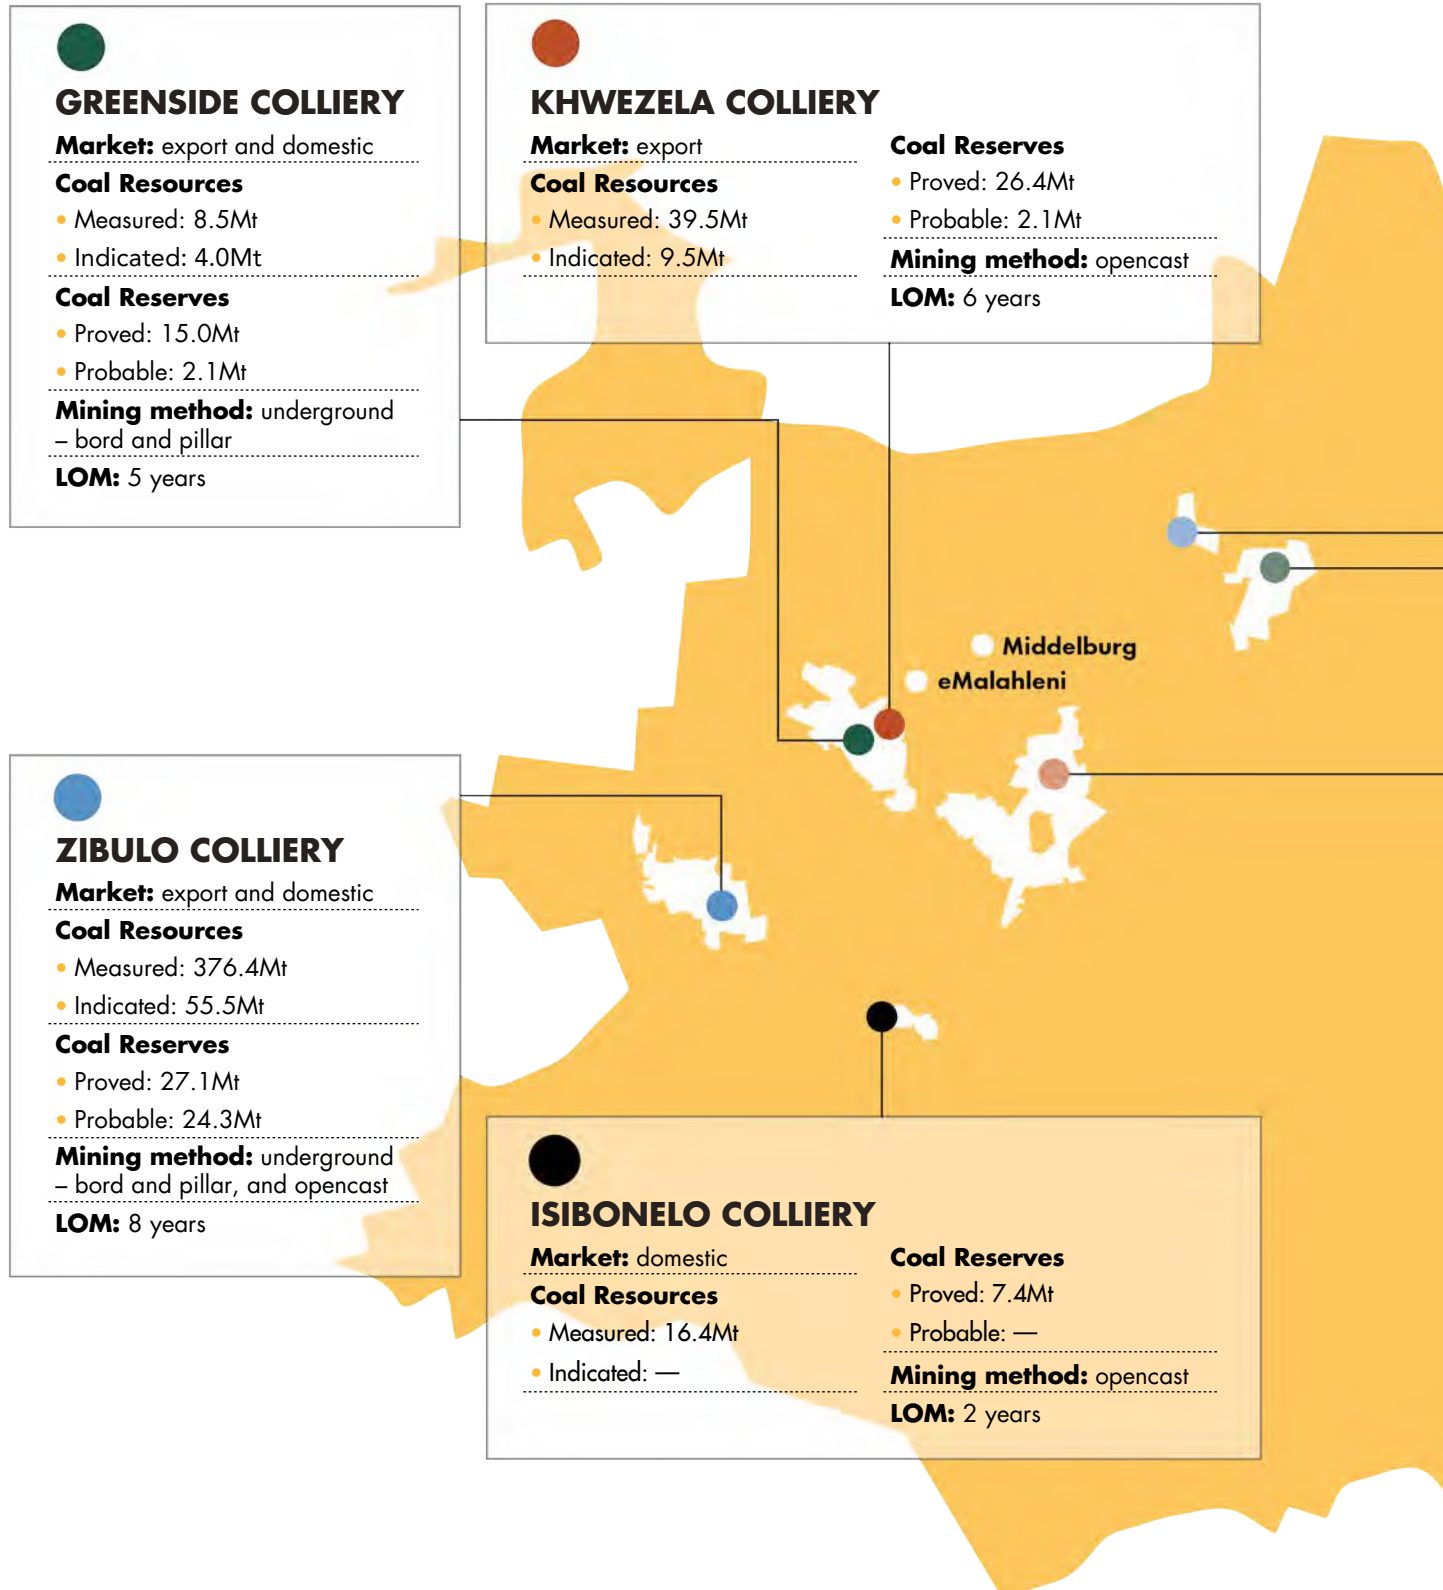 GREENSIDE COLLIERY
Market: export and domestic
Coal Resources
• Measured: 8.5Mt
• Indicated: 4.0Mt
Coal Reserves
• Proved: 15.0Mt
• Probable: 2.1Mt
Mining method: underground
– bord and pillar
LOM: 5 years
KHWEZELA COLLIERY
Market: export
Coal Resources
• Measured: 39.5Mt
• Indicated: 9.5Mt
Coal Reserves
• Proved: 26.4Mt
• Probable: 2.1Mt
Mining method: opencast
LOM: 6 years
Middelburg
eMalahleni
ZIBULO COLLIERY
Market: export and domestic
Coal Resources
• Measured: 376.4Mt
• Indicated: 55.5Mt
Coal Reserves
• Proved: 27.1Mt
• Probable: 24.3Mt
Mining method: underground
– bord and pillar, and opencast
LOM: 8 years
ISIBONELO COLLIERY
Market: domestic
Coal Resources
• Measured: 16.4Mt
• Indicated: —
Coal Reserves
• Proved: 7.4Mt
• Probable: —
Mining method: opencast
LOM: 2 years